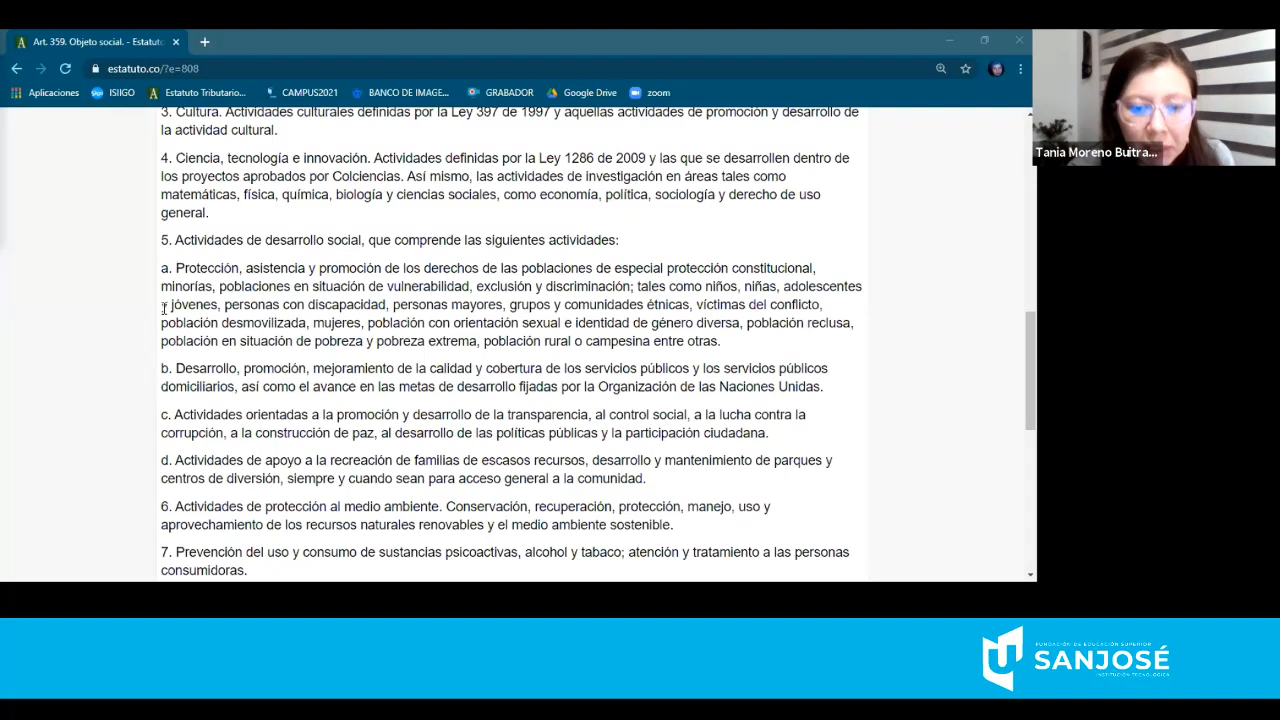 Art. 359. Objeto social. - Estatuto
estatuto.co/?e=808
Aplicaciones ISIIGO Estatuto Tributario... CAMPUS2021 BANCO DE IMAGE... GRABADOR Google Drive zoom
3. Cultura. Actividades culturales definidas por la Ley 397 de 1997 y aquellas actividades de promoción y desarrollo de
la actividad cultural.
4. Ciencia, tecnología e innovación. Actividades definidas por la Ley 1286 de 2009 y las que se desarrollen dentro de
los proyectos aprobados por Colciencias. Así mismo, las actividades de investigación en áreas tales como
matemáticas, física, química, biología y ciencias sociales, como economía, política, sociología y derecho de uso
general.
5. Actividades de desarrollo social, que comprende las siguientes actividades:
a. Protección, asistencia y promoción de los derechos de las poblaciones de especial protección constitucional,
minorías, poblaciones en situación de vulnerabilidad, exclusión y discriminación; tales como niños, niñas, adolescentes
jóvenes, personas con discapacidad, personas mayores, grupos y comunidades étnicas, víctimas del conflicto,
población desmovilizada, mujeres, población con orientación sexual e identidad de género diversa, población reclusa,
población en situación de pobreza y pobreza extrema, población rural o campesina entre otras.
b. Desarrollo, promoción, mejoramiento de la calidad y cobertura de los servicios públicos y los servicios públicos
domiciliarios, así como el avance en las metas de desarrollo fijadas por la Organización de las Naciones Unidas.
c. Actividades orientadas a la promoción y desarrollo de la transparencia, al control social, a la lucha contra la
corrupción, a la construcción de paz, al desarrollo de las políticas públicas y la participación ciudadana.
d. Actividades de apoyo a la recreación de familias de escasos recursos, desarrollo y mantenimiento de parques y
centros de diversión, siempre y cuando sean para acceso general a la comunidad.
6. Actividades de protección al medio ambiente. Conservación, recuperación, protección, manejo, uso y
aprovechamiento de los recursos naturales renovables y el medio ambiente sostenible.
7. Prevención del uso y consumo de sustancias psicoactivas, alcohol y tabaco; atención y tratamiento a las personas
consumidoras.
Tania Moreno Buitra...
FUNDACIÓN DE EDUCACIÓN SUPERIOR
SANJOSÉ
INSTITUCIÓN TECNOLÓGICA